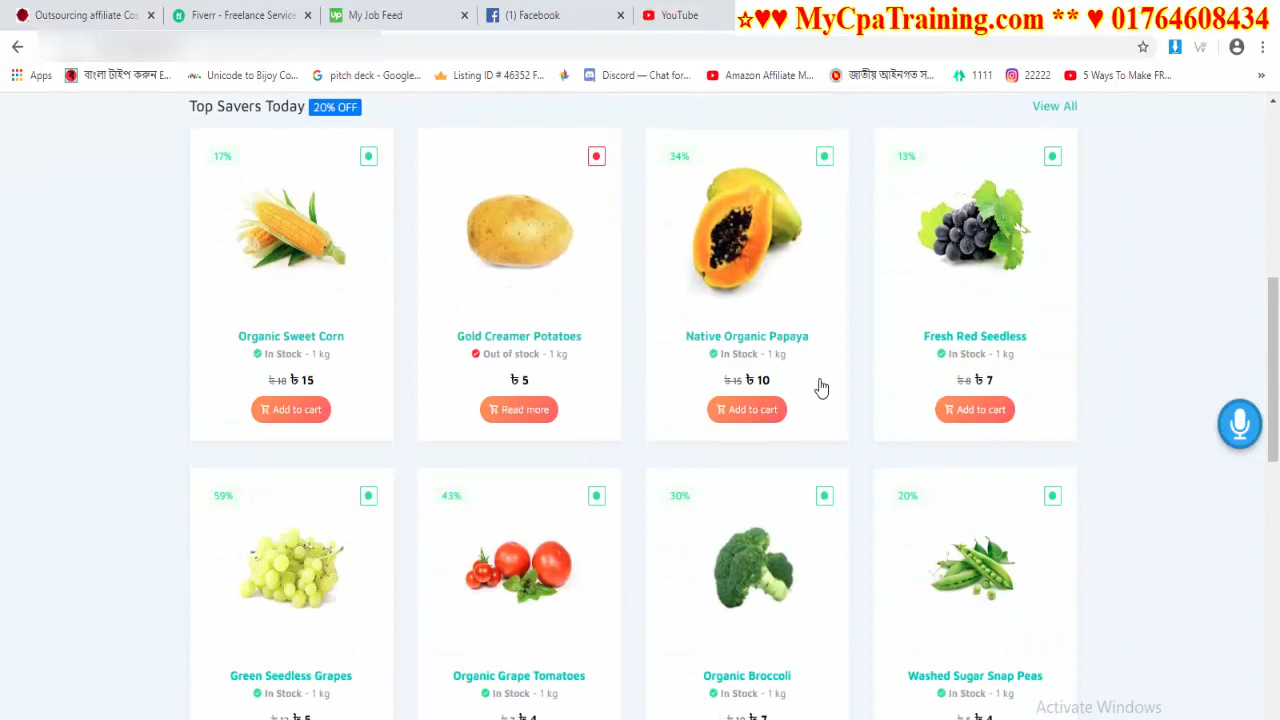 Outsourcing affiliate Cos
Fiverr - Freelance Service
My Job Feed
(1) Facebook
YouTube
☆♥♥ MyCpaTraining.com ** ♥ 01764608434
Apps
বাংলা টাইপ করুন E...
Unicode to Bijoy Co...
pitch deck - Google...
Listing ID # 46352 F...
Discord — Chat for...
Amazon Affiliate M...
জাতীয় আইনগত স...
1111
22222
5 Ways To Make FR...
»
Top Savers Today 20% OFF
View All
17%
34%
13%
Organic Sweet Corn
Gold Creamer Potatoes
Native Organic Papaya
Fresh Red Seedless
In Stock - 1 kg
Out of stock - 1 kg
In Stock - 1 kg
In Stock - 1 kg
৳ 18 ৳ 15
৳ 5
৳ 15 ৳ 10
৳ 8 ৳ 7
Add to cart
Read more
Add to cart
Add to cart
59%
43%
30%
20%
Green Seedless Grapes
Organic Grape Tomatoes
Organic Broccoli
Washed Sugar Snap Peas
In Stock - 1 kg
In Stock - 1 kg
In Stock - 1 kg
In Stock - 1 kg
Activate Windows